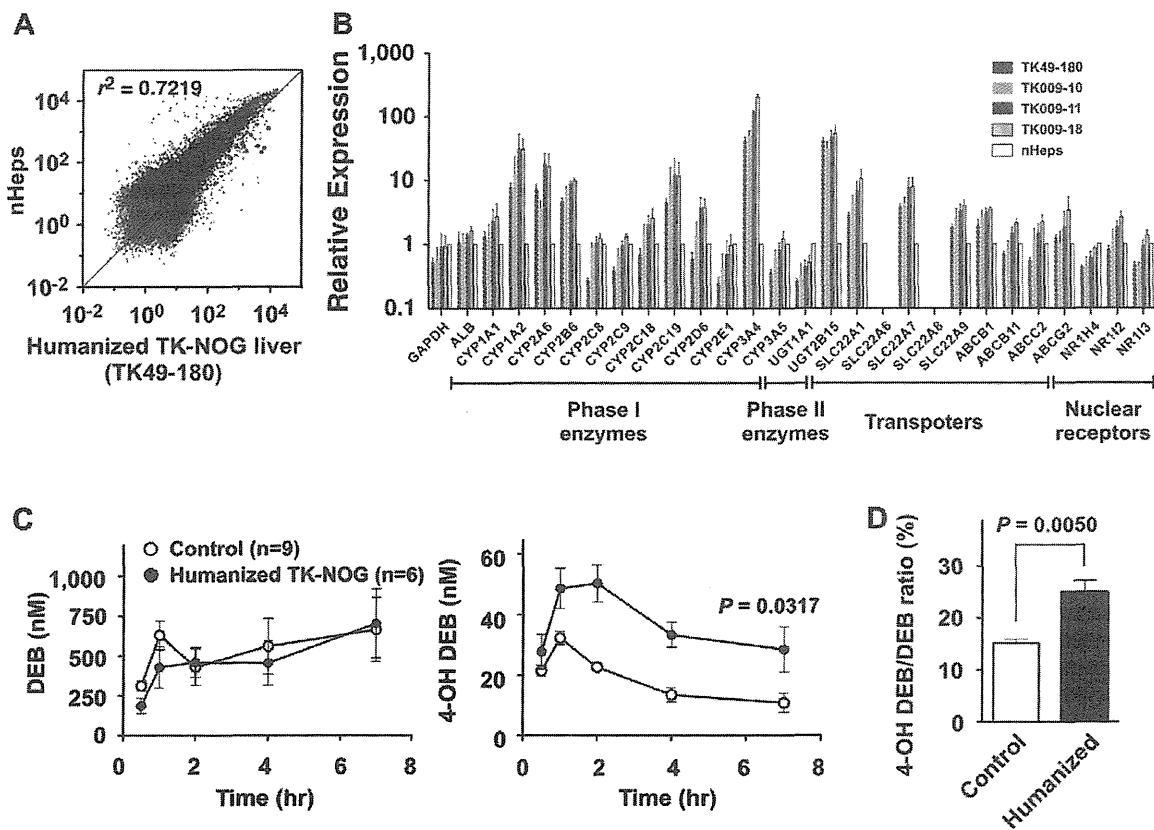 A
r² = 0.7219
nHeps
10⁴
10²
10⁰
10⁻²
10⁻² 10⁰ 10² 10⁴
Humanized TK-NOG liver
(TK49-180)
B
Relative Expression
1,000
100
10
1
0.1
TK49-180
TK009-10
TK009-11
TK009-18
nHeps
GAPDH
ALB
CYP1A1
CYP1A2
CYP2A6
CYP2B6
CYP2C8
CYP2C9
CYP2C18
CYP2C19
CYP2D6
CYP2E1
CYP3A4
CYP3A5
UGT1A1
UGT2B15
SLC22A1
SLC22A6
SLC22A7
SLC22A8
SLC22A9
ABCB1
ABCB11
ABCC2
ABCG2
NR1H4
NR1I2
NR1I3
Phase I
enzymes
Phase II
enzymes
Transpoters
Nuclear
receptors
C
Control (n=9)
Humanized TK-NOG (n=6)
DEB (nM)
1,000
750
500
250
0
0 2 4 6 8
Time (hr)
4-OH DEB (nM)
60
40
20
0
P = 0.0317
0 2 4 6 8
Time (hr)
D
P = 0.0050
4-OH DEB/DEB ratio (%)
30
20
10
0
Control
Humanized